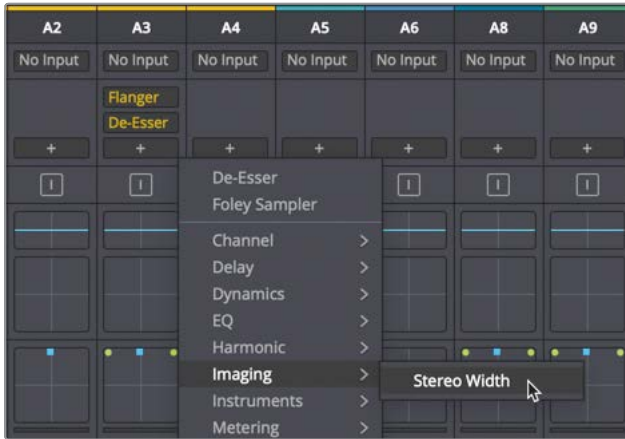 A2 A3 A4 A5 A6 A8 A9
No Input No Input No Input No Input No Input No Input No Input
Flanger
De-Esser
+ + + + + + +
I I I I I
De-Esser
Foley Sampler
Channel >
Delay >
Dynamics >
EQ >
Harmonic >
Imaging >
Stereo Width
Instruments >
Metering >